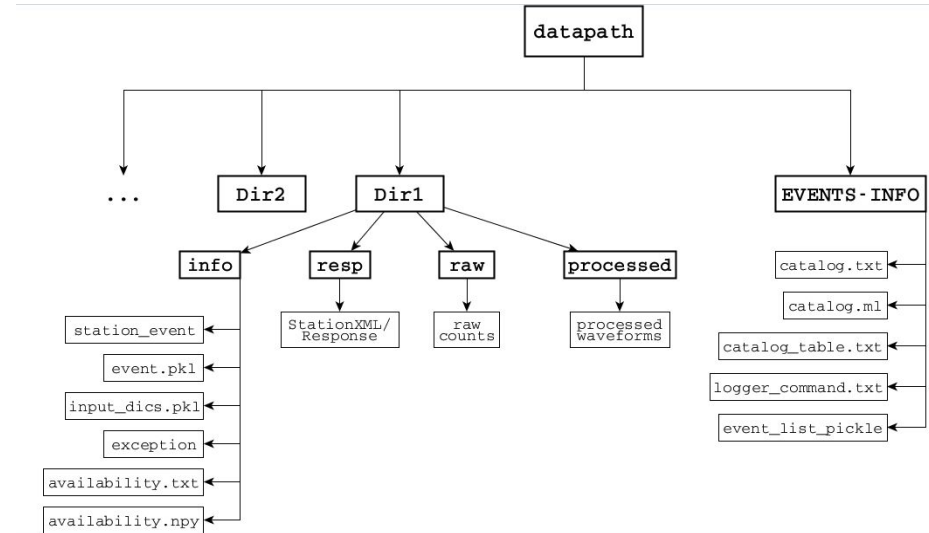 datapath
...
Dir2
Dir1
EVENTS-INFO
info
resp
raw
processed
StationXML/
Response
raw
counts
processed
waveforms
station_event
event.pkl
input_dics.pkl
exception
availability.txt
availability.npy
catalog.txt
catalog.ml
catalog_table.txt
logger_command.txt
event_list_pickle